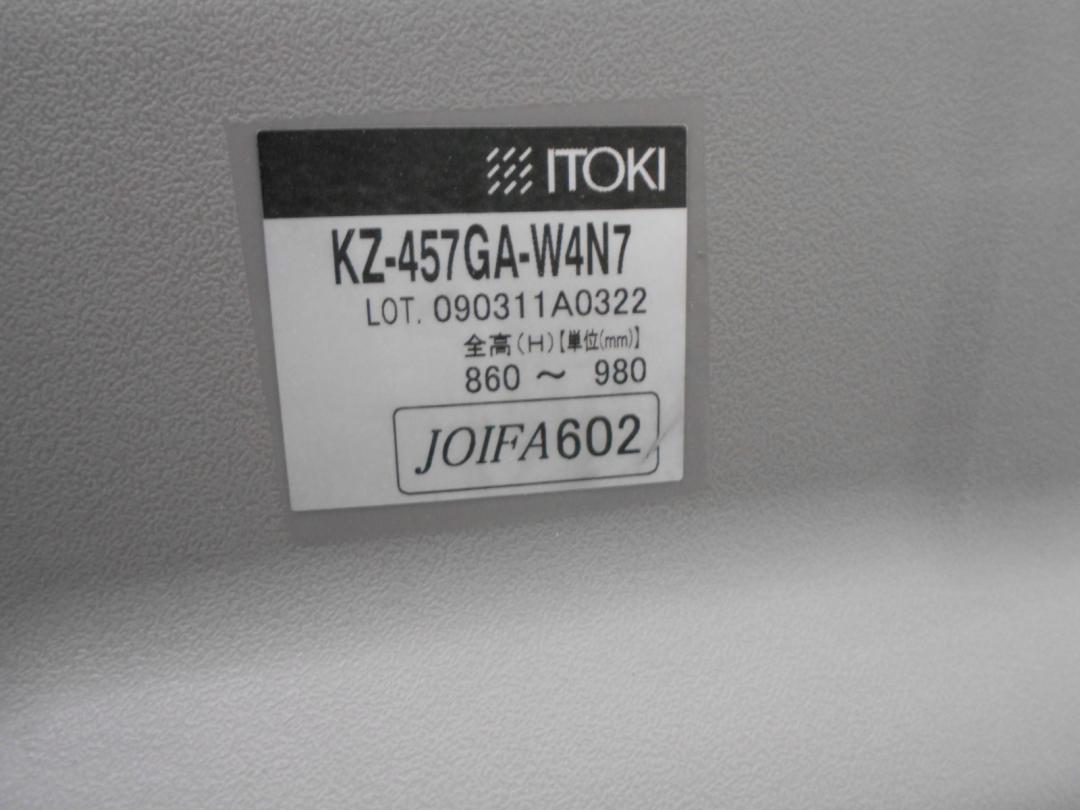 ITOKI
KZ-457GA-W4N7
LOT. 090311A0322
全高(H)【単位(mm)】
860 ～ 980
JOIFA602